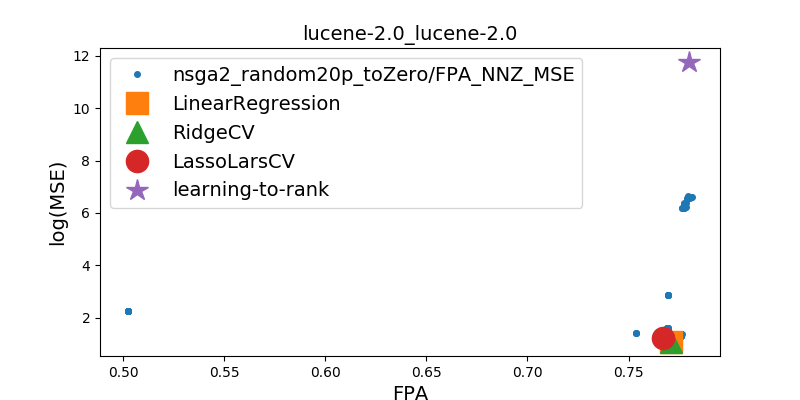 lucene-2.0_lucene-2.0
12
10
8
6
4
2
log(MSE)
nsga2_random20p_toZero/FPA_NNZ_MSE
LinearRegression
RidgeCV
LassoLarsCV
learning-to-rank
0.50 0.55 0.60 0.65 0.70 0.75
FPA